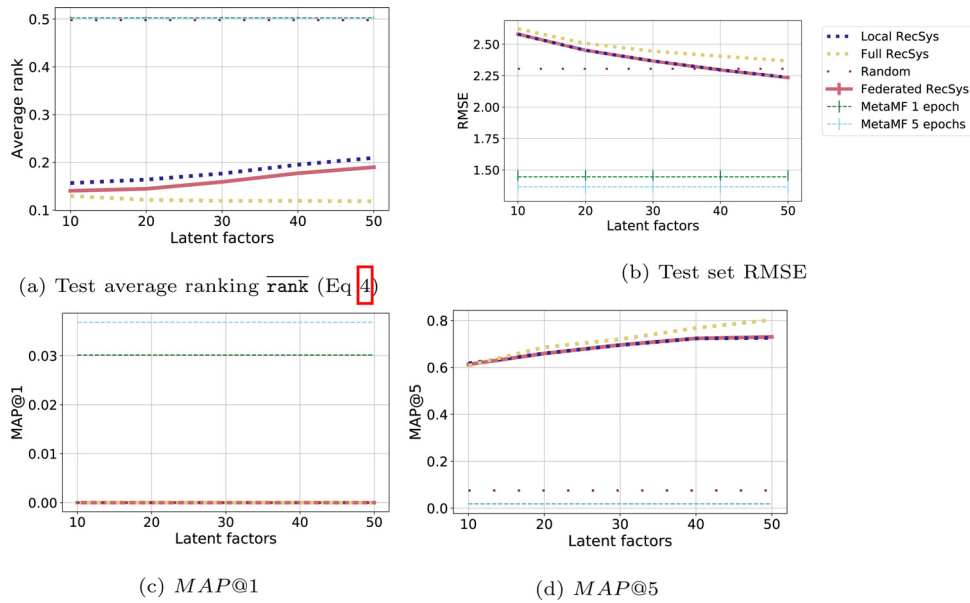 0.5
0.4
0.3
0.2
0.1
10 20 30 40 50
Average rank
Latent factors
2.50
2.25
2.00
1.75
1.50
10 20 30 40 50
RMSE
Latent factors
Local RecSys
Full RecSys
Random
Federated RecSys
MetaMF 1 epoch
MetaMF 5 epochs
(a) Test average ranking rank (Eq 4)
(b) Test set RMSE
0.03
0.02
0.01
0.00
10 20 30 40 50
MAP@1
Latent factors
0.8
0.6
0.4
0.2
0.0
10 20 30 40 50
MAP@5
Latent factors
(c) MAP@1
(d) MAP@5